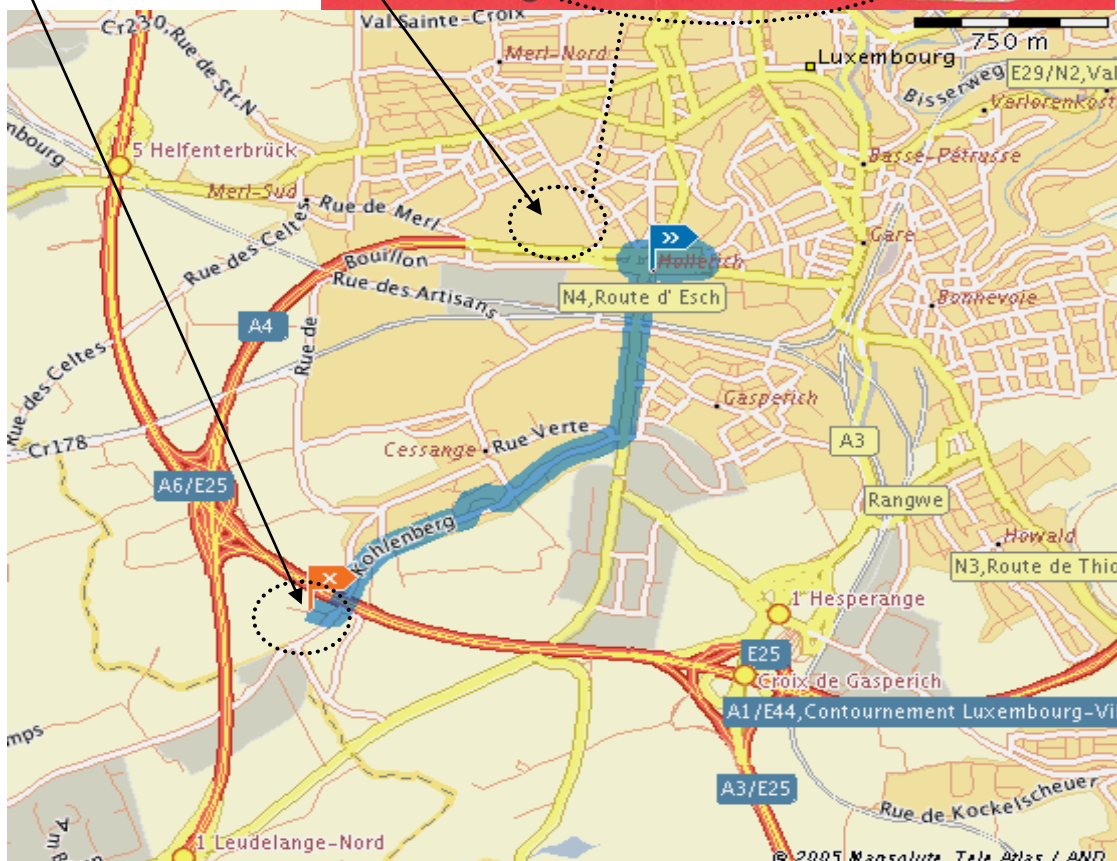 Val Sainte-Croix
Cr230,Rue de Str.N
Merl-Nord
750 m
Luxembourg
E29/N2,Val
Bisserweg
Verlorenkost
mbourg
5 Helfenterbrück
Basse-Pétrusse
Merl-Sud
Rue de Merl
Rue des Celtes
Gare
Bouillon
Hollerich
Rue des Artisans
N4,Route d' Esch
Bonnevoie
A4
Rue de
Rue des Celtes
Gasperich
Cr178
Cessange
Rue Verte
A3
A6/E25
Rangwe
Kohlenberg
Howald
N3,Route de Thio
1 Hesperange
E25
Croix de Gasperich
A1/E44,Contournement Luxembourg-Vi
mps
A3/E25
Rue de Kockelscheuer
1 Leudelange-Nord
© 2005 Mapsolute, Tele Atlas / AND